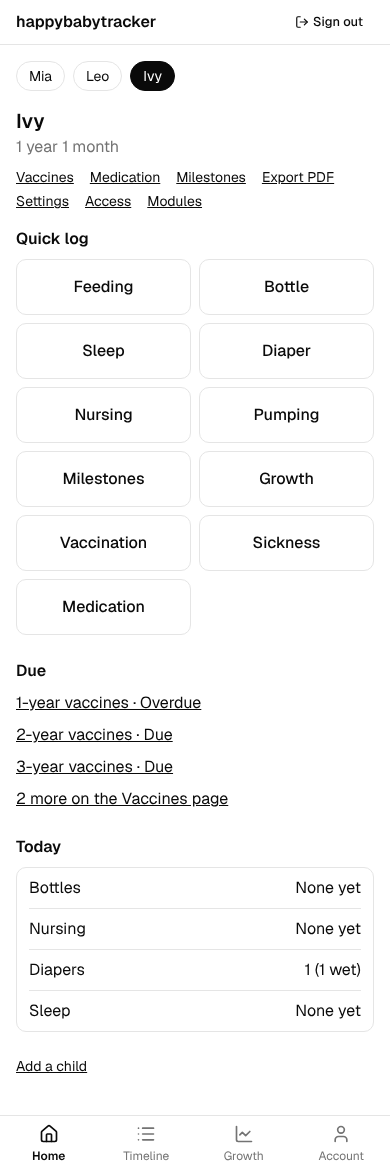 happybabytracker Sign out
Mia Leo Ivy
Ivy
1 year 1 month
Vaccines Medication Milestones Export PDF
Settings Access Modules
Quick log
Feeding Bottle
Sleep Diaper
Nursing Pumping
Milestones Growth
Vaccination Sickness
Medication
Due
1-year vaccines · Overdue
2-year vaccines · Due
3-year vaccines · Due
2 more on the Vaccines page
Today
Bottles None yet
Nursing None yet
Diapers 1 (1 wet)
Sleep None yet
Add a child
Home Timeline Growth Account